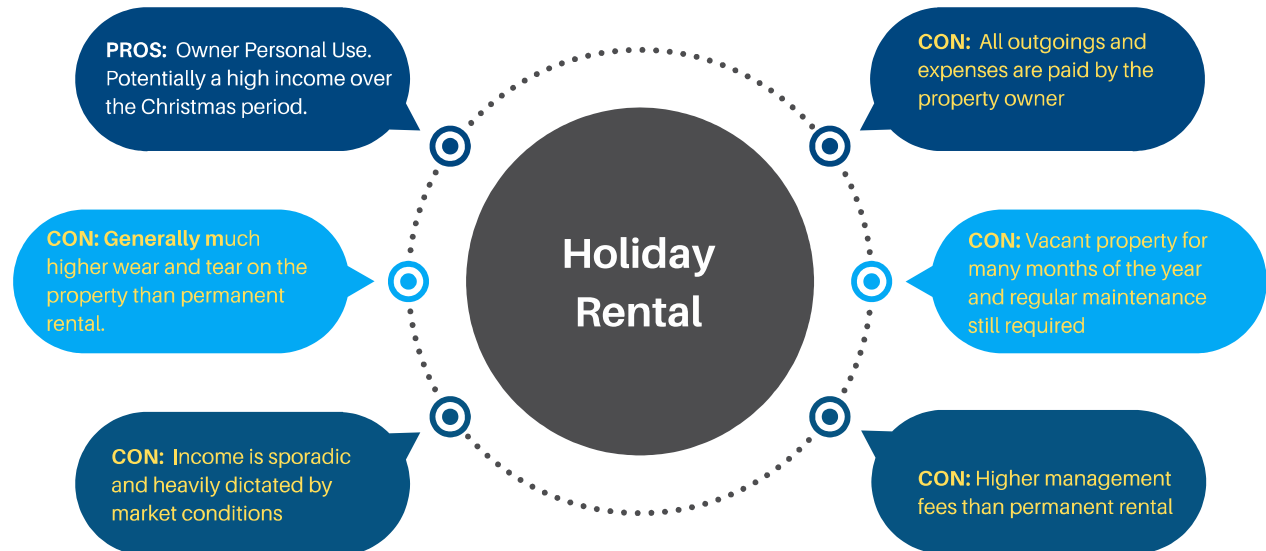 PROS:  Owner Personal Use.
Potentially a high income over
the Christmas period.
CON:  All outgoings and
expenses are paid by the
property owner
CON: Generally much
higher wear and tear on the
property than permanent
rental.
Holiday
Rental
CON: Vacant property for
many months of the year
and regular maintenance
still required
CON:  Income is sporadic
and heavily dictated by
market conditions
CON: Higher management
fees than permanent rental